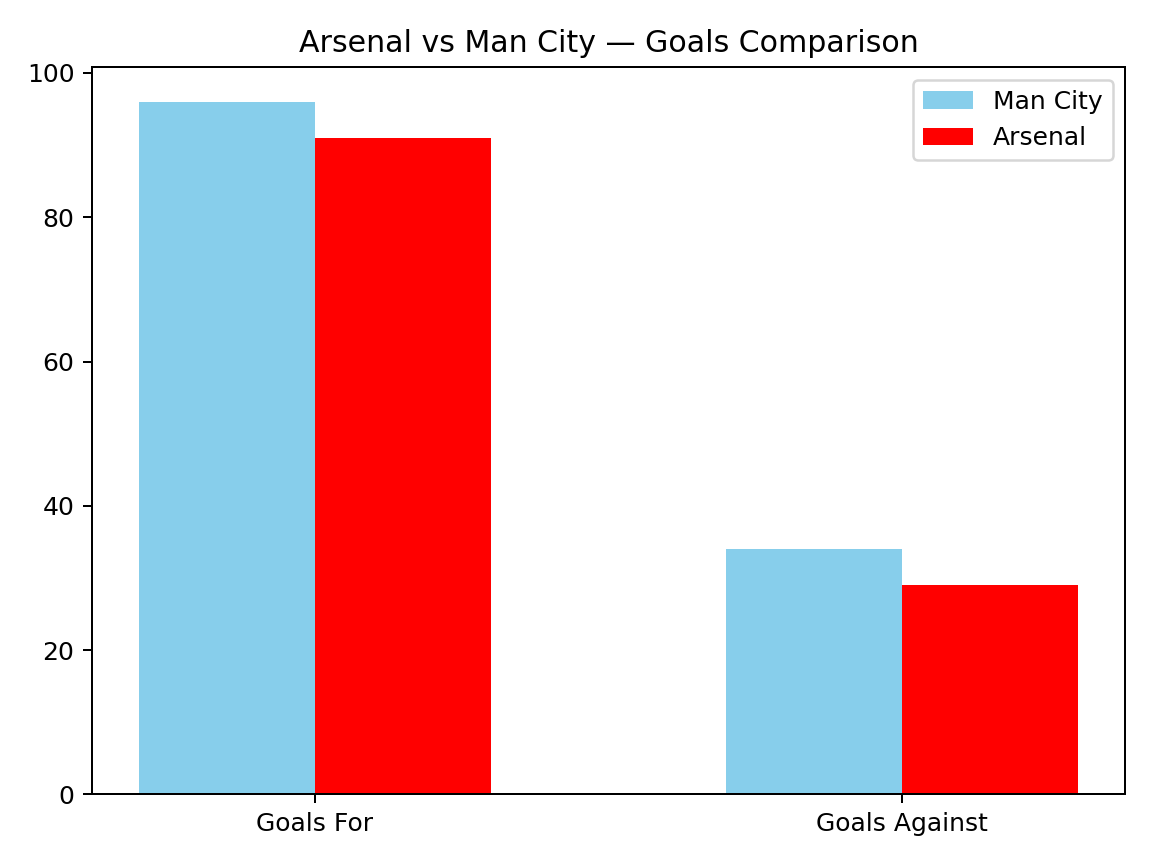 Arsenal vs Man City — Goals Comparison
100
80
60
40
20
0
Man City
Arsenal
Goals For
Goals Against